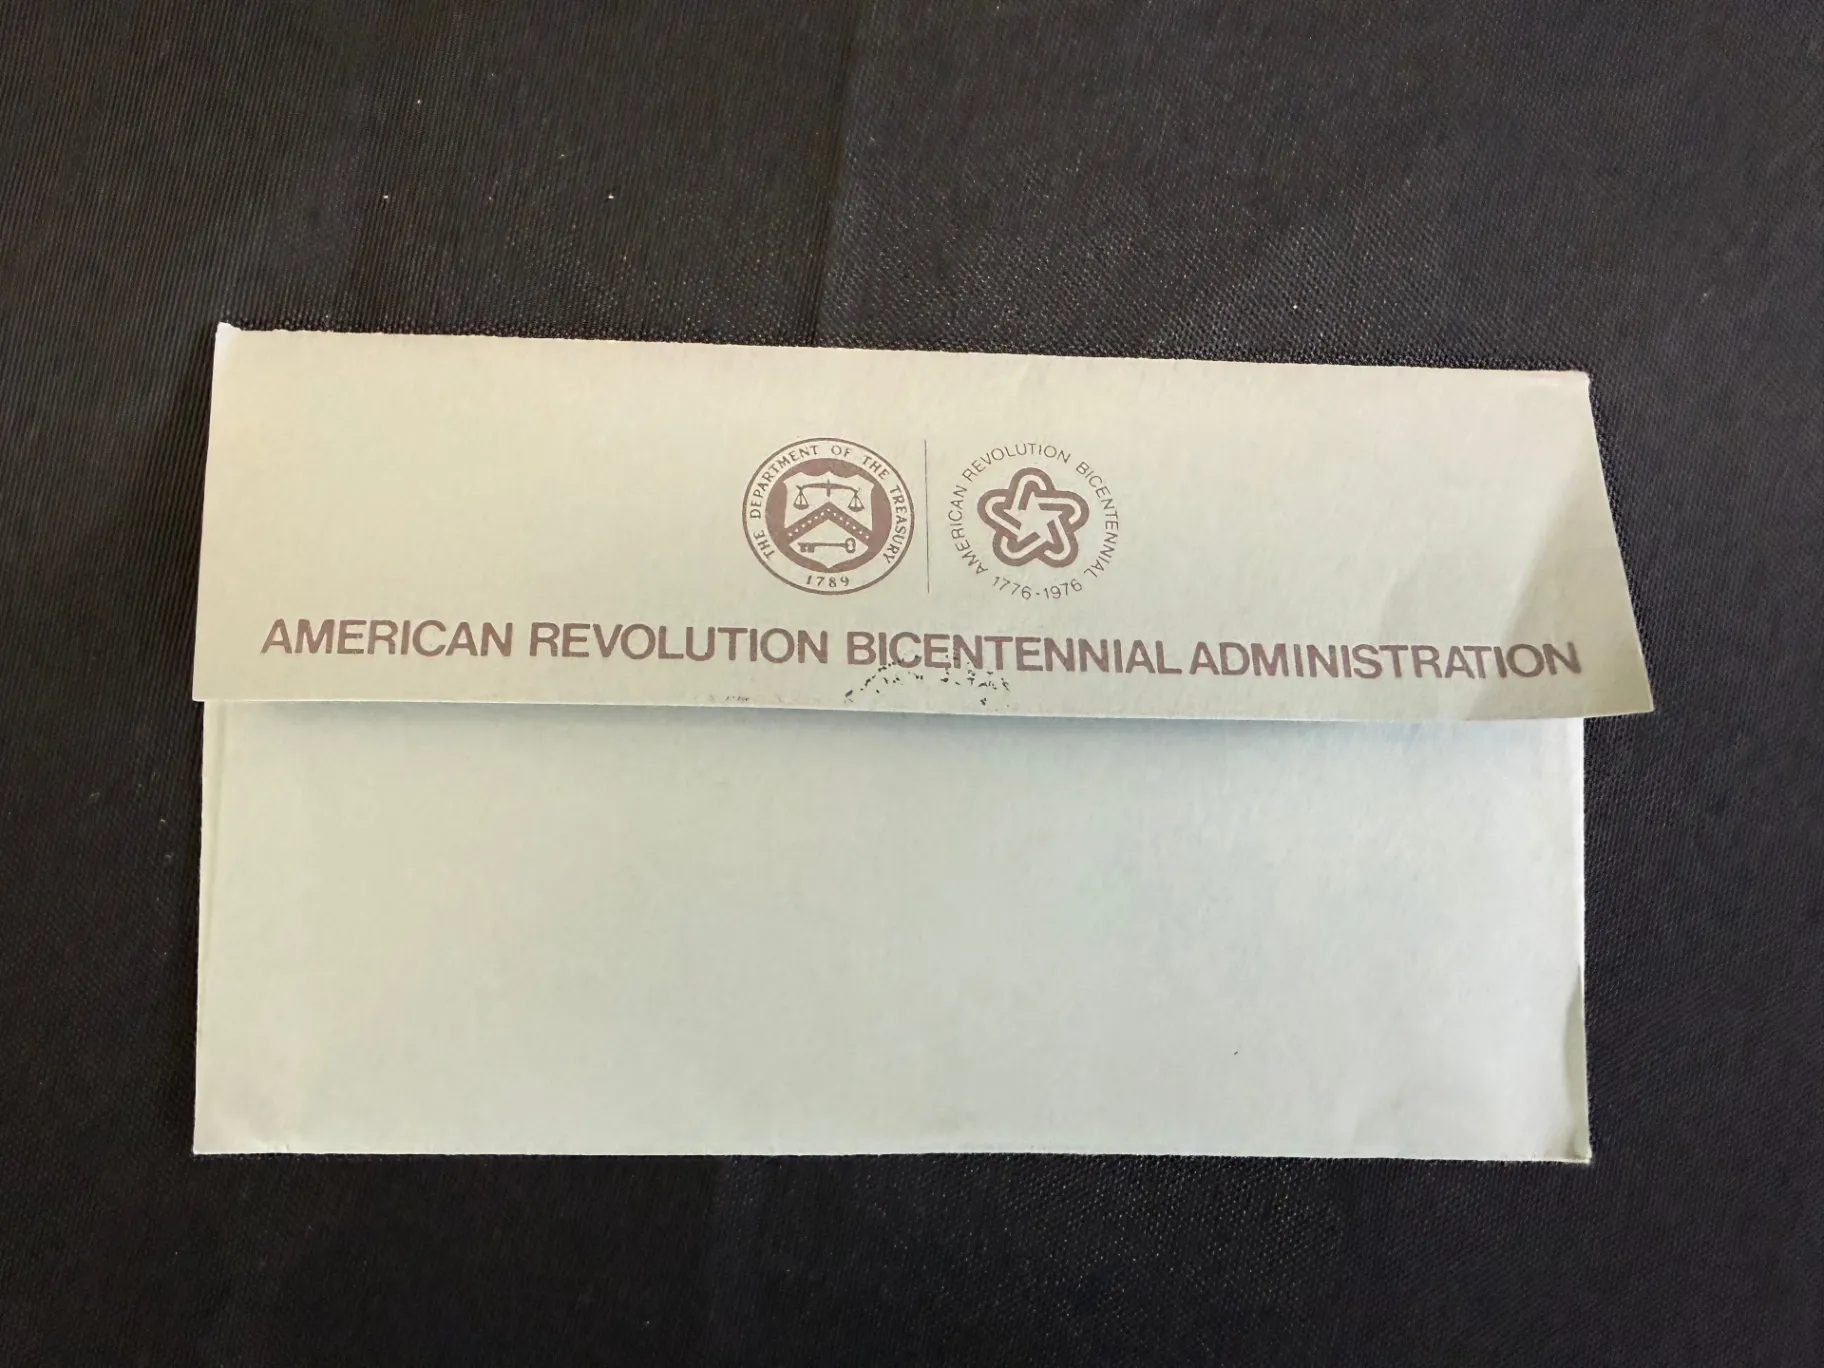 THE DEPARTMENT OF THE TREASURY
1789
AMERICAN REVOLUTION BICENTENNIAL
1776-1976
AMERICAN REVOLUTION BICENTENNIAL ADMINISTRATION